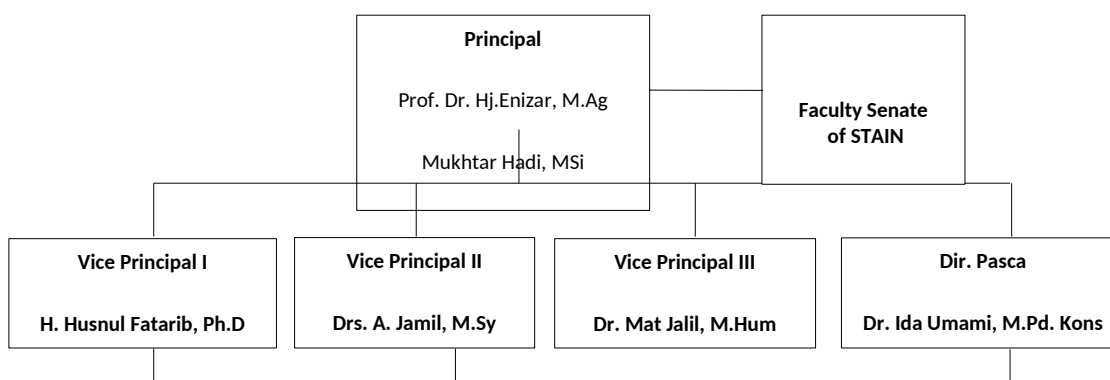 Principal
Prof. Dr. Hj.Enizar, M.Ag
Mukhtar Hadi, MSi
Faculty Senate
of STAIN
Vice Principal I
H. Husnul Fatarib, Ph.D
Vice Principal II
Drs. A. Jamil, M.Sy
Vice Principal III
Dr. Mat Jalil, M.Hum
Dir. Pasca
Dr. Ida Umami, M.Pd. Kons